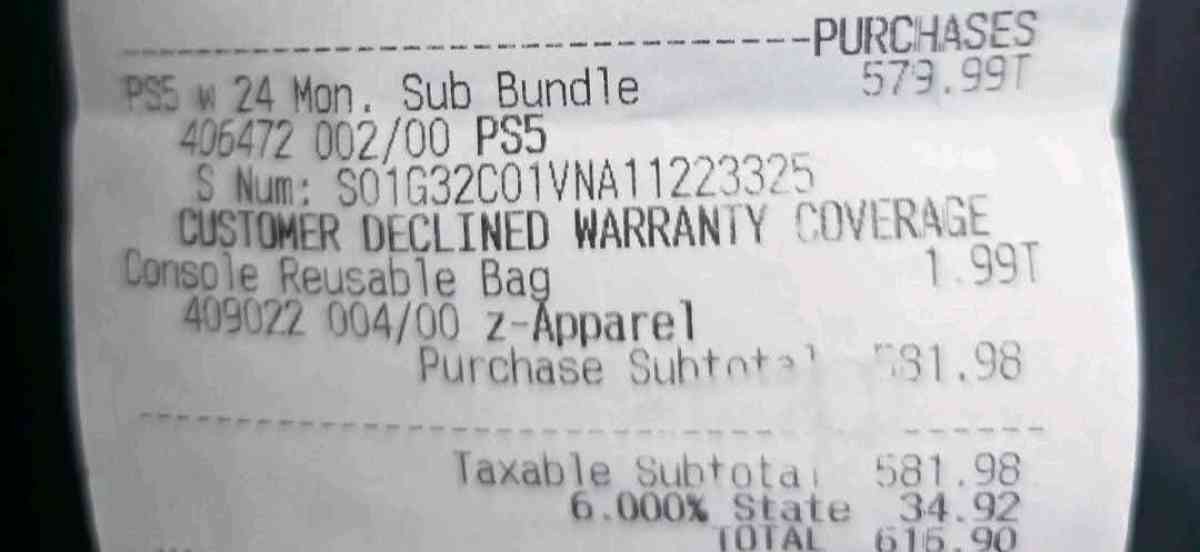 --------------------------------PURCHASES
PS5 w 24 Mon. Sub Bundle 579.99T
406472 002/00 PS5
S Num: S01G32C01VNA11223325
CUSTOMER DECLINED WARRANTY COVERAGE
Console Reusable Bag 1.99T
409022 004/00 z-Apparel
Purchase Subtotal 581.98
Taxable Subtotal 581.98
6.000% State 34.92
TOTAL 616.90